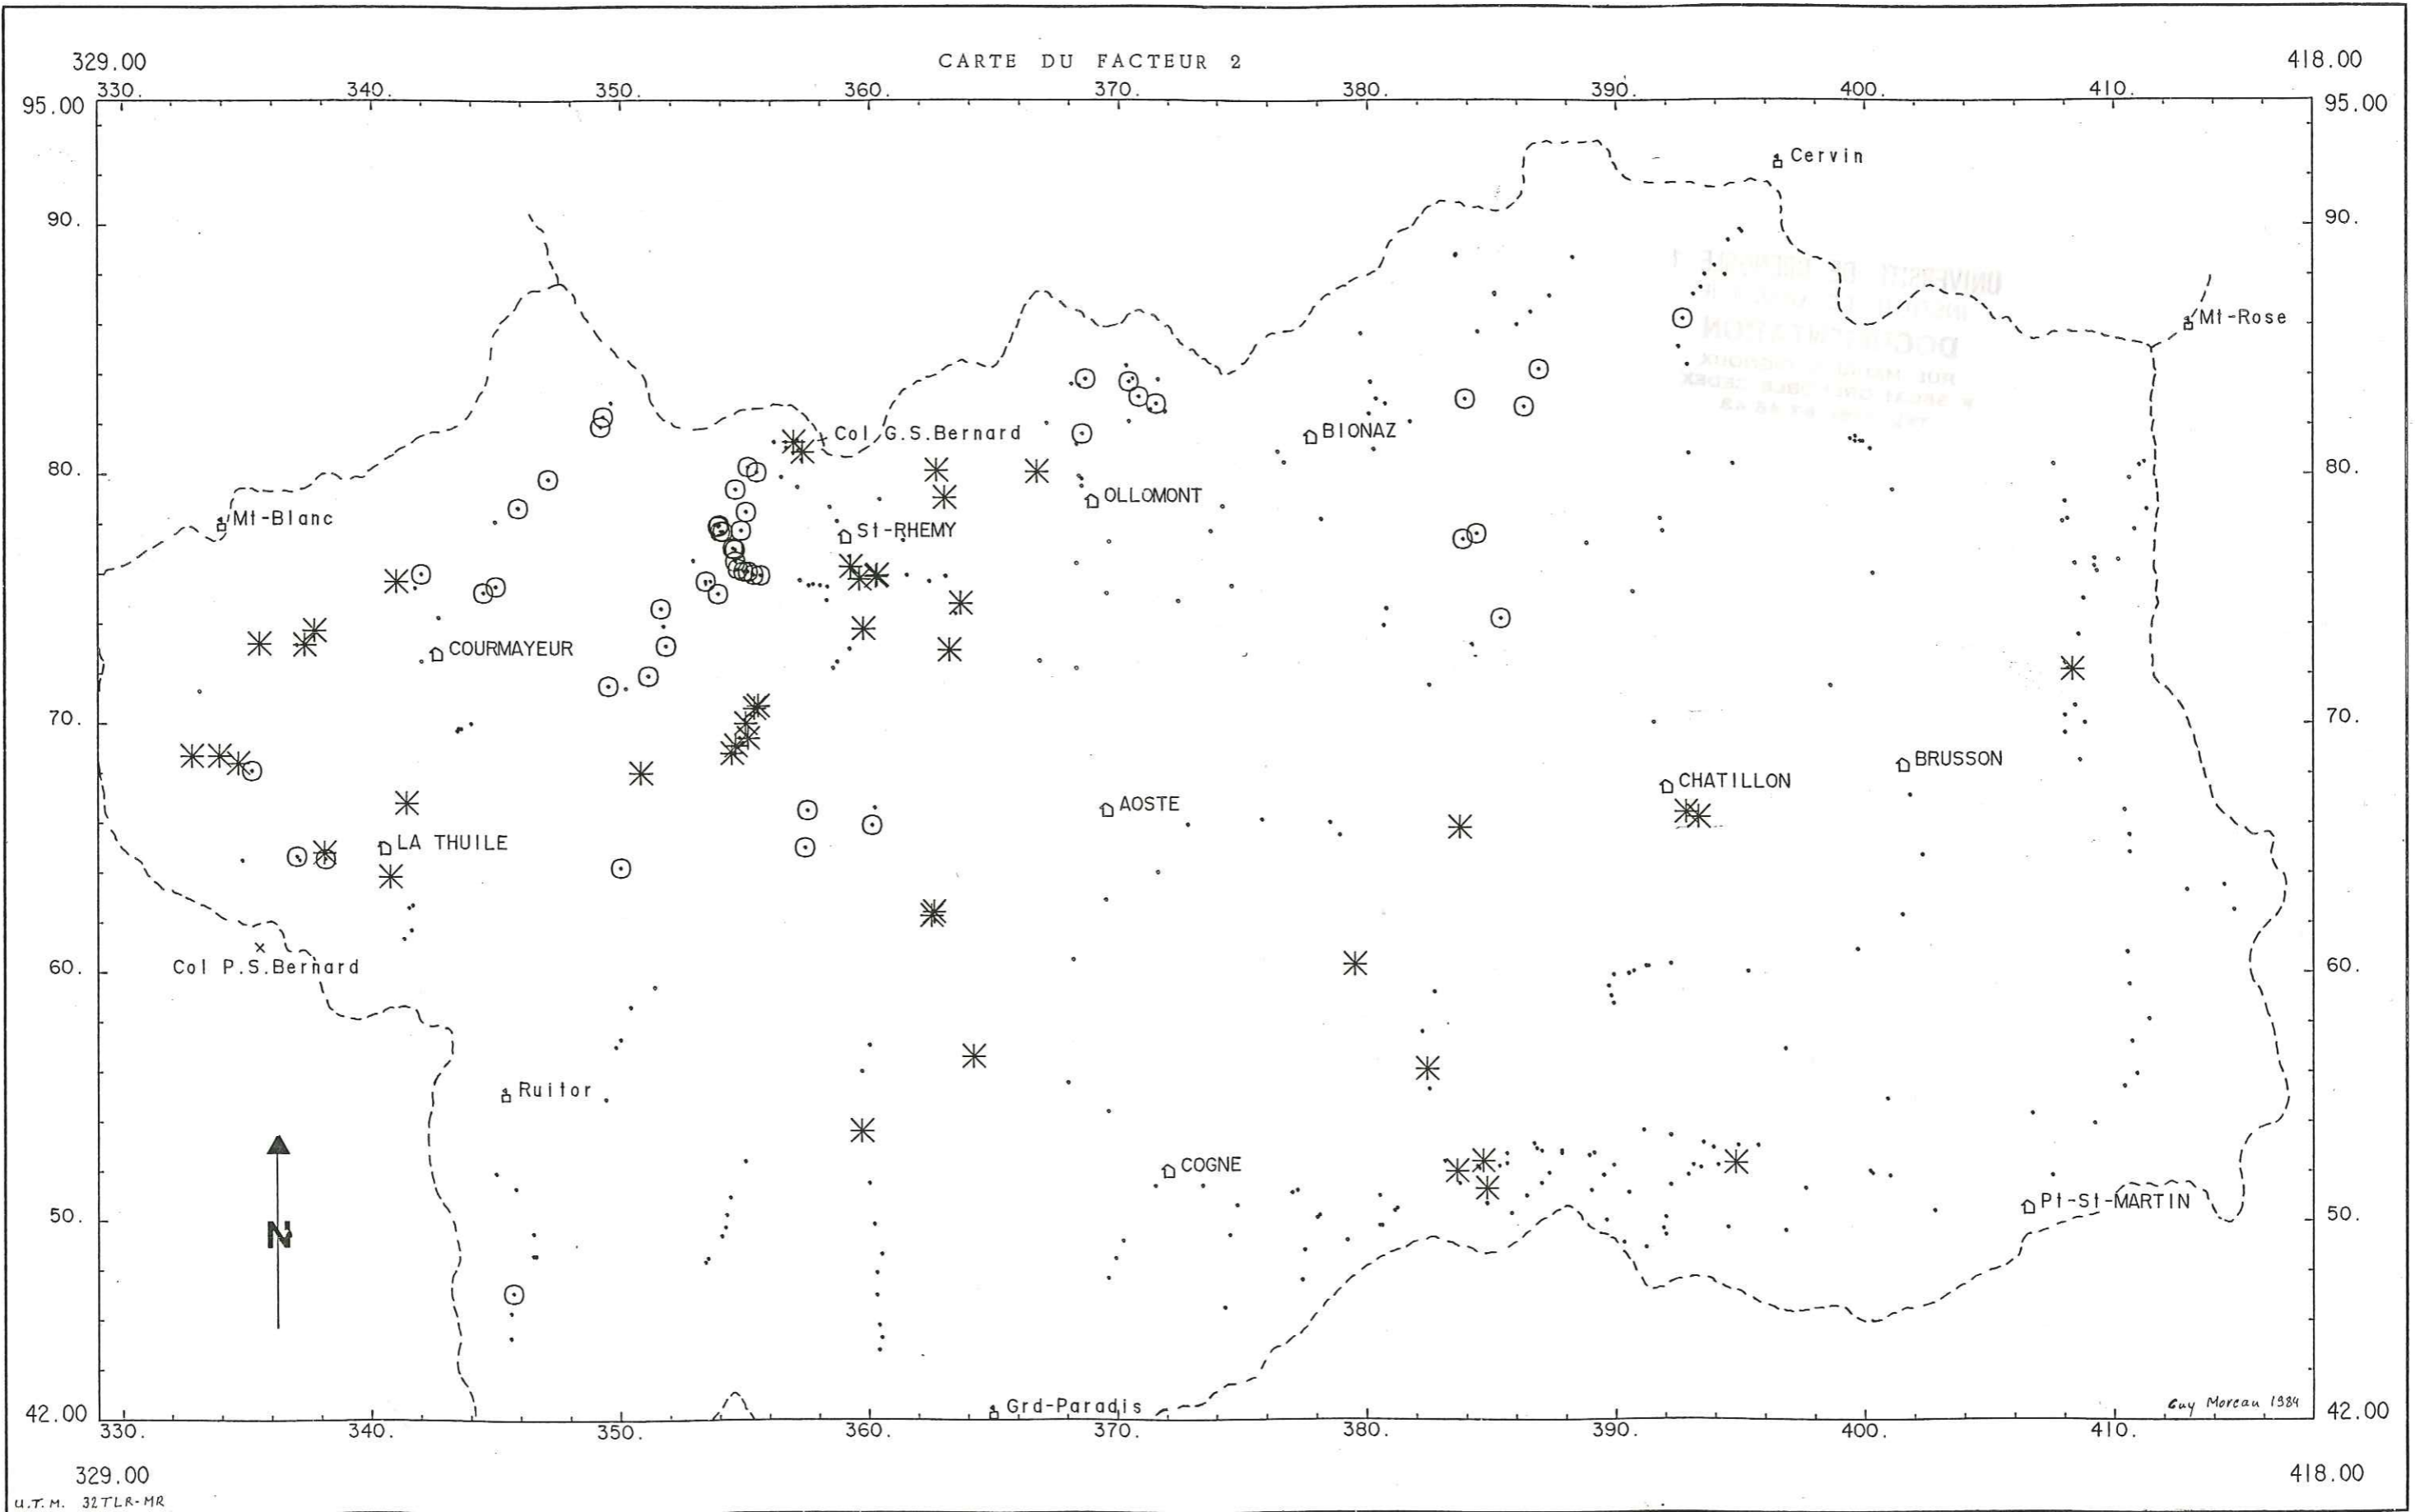 CARTE DU FACTEUR 2
329.00 418.00
330. 340. 350. 360. 370. 380. 390. 400. 410.
95.00 95.00
Cervin
90. 90.
Mt-Rose
Col G.S.Bernard
BIONAZ
80. 80.
OLLOMONT
Mt-Blanc
St-RHEMY
COURMAYEUR
70. 70.
BRUSSON
CHATILLON
AOSTE
LA THUILE
60. 60.
Col P.S.Bernard
Ruitor
COGNE
Pt-St-MARTIN
50. 50.
N
Grd-Paradis
Guy Moreau 1984
42.00 42.00
330. 340. 350. 360. 370. 380. 390. 400. 410.
329.00 418.00
U.T.M. 32TLR-MR